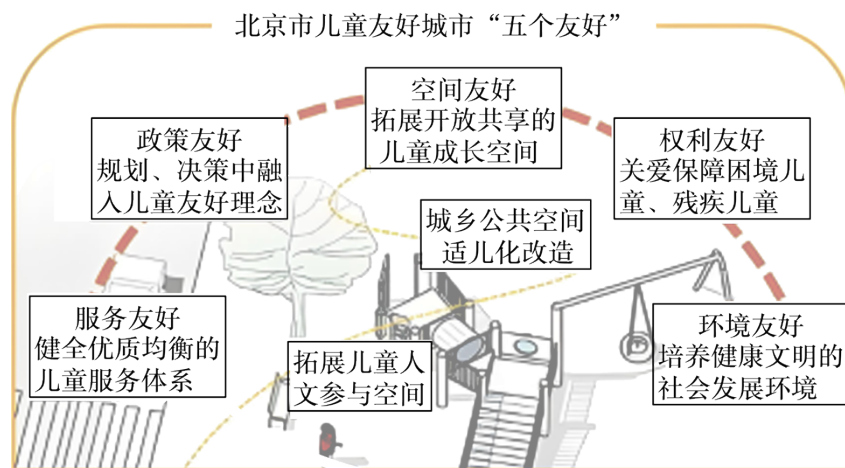 北京市儿童友好城市“五个友好”
空间友好
拓展开放共享的
儿童成长空间
政策友好
规划、决策中融
入儿童友好理念
权利友好
关爱保障困境儿
童、残疾儿童
城乡公共空间
适儿化改造
服务友好
健全优质均衡的
儿童服务体系
拓展儿童人
文参与空间
环境友好
培养健康文明的
社会发展环境